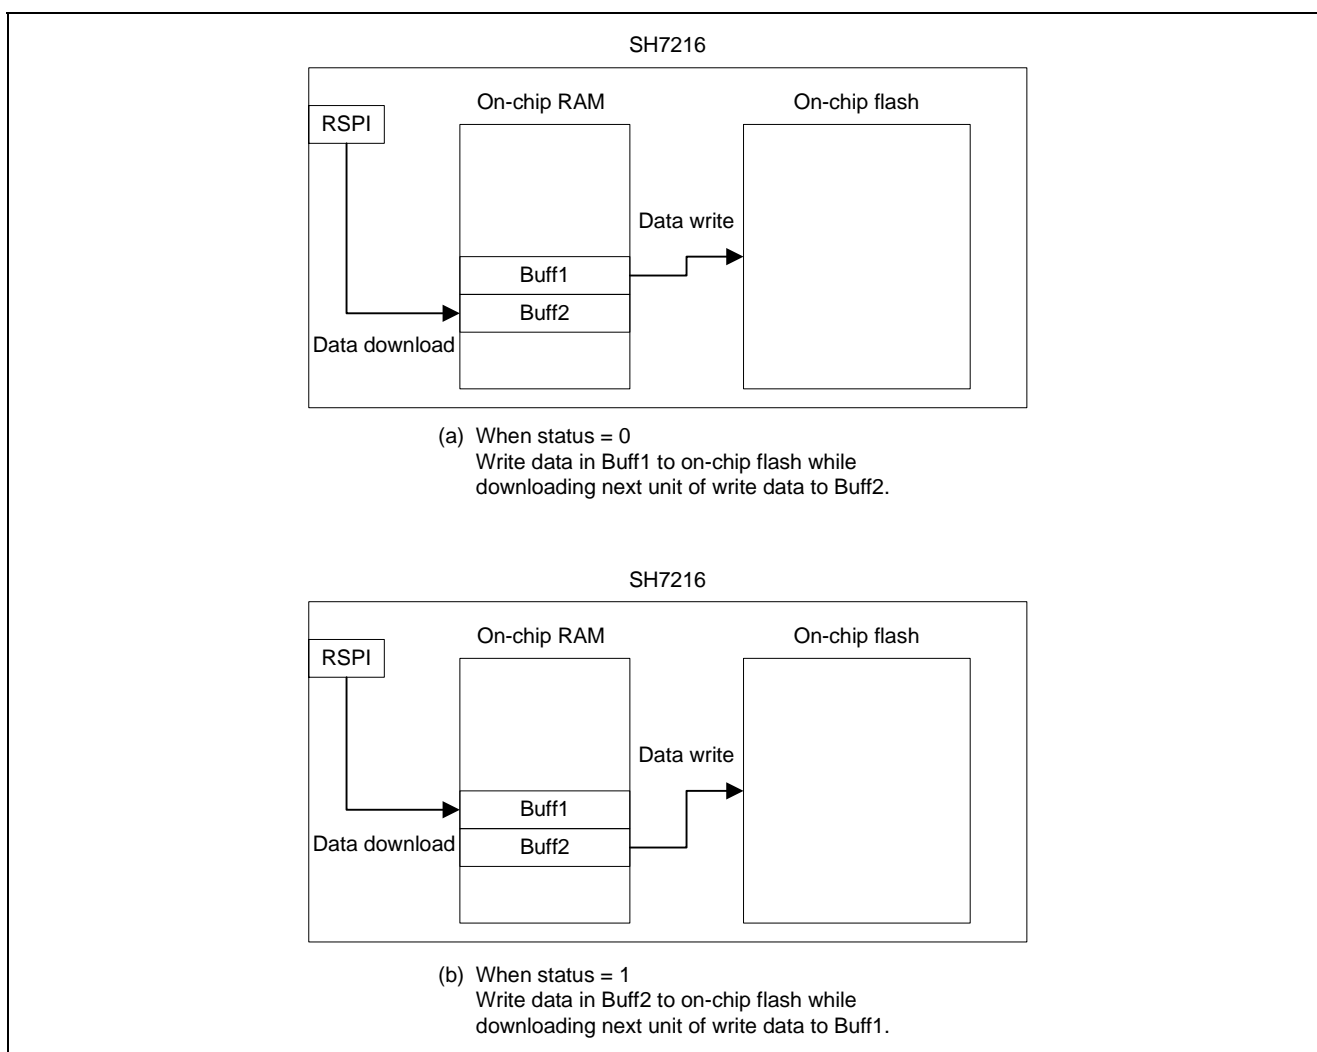 SH7216
On-chip RAM
On-chip flash
RSPI
Data write
Buff1
Buff2
Data download
(a) When status = 0
Write data in Buff1 to on-chip flash while
downloading next unit of write data to Buff2.
SH7216
On-chip RAM
On-chip flash
RSPI
Data write
Buff1
Data download
Buff2
(b) When status = 1
Write data in Buff2 to on-chip flash while
downloading next unit of write data to Buff1.